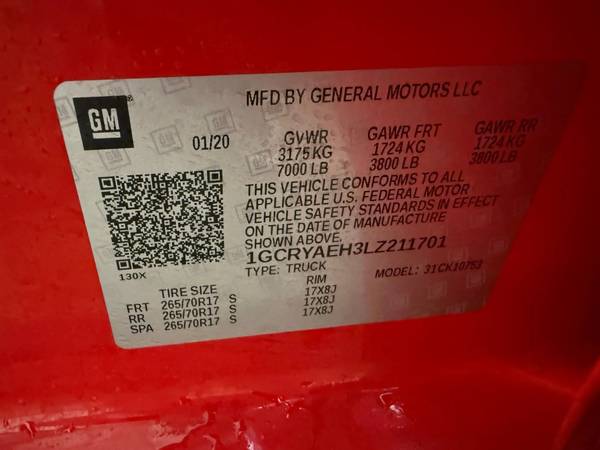 MFD BY GENERAL MOTORS LLC
GM
01/20
GVWR GAWR FRT GAWR RR
3175 KG 1724 KG 1724 KG
7000 LB 3800 LB 3800 LB
THIS VEHICLE CONFORMS TO ALL
APPLICABLE U.S. FEDERAL MOTOR
VEHICLE SAFETY STANDARDS IN EFFECT
ON THE DATE OF MANUFACTURE
SHOWN ABOVE.
1GCRYAEH3LZ211701
130X
TYPE: TRUCK MODEL: 31CK10753
TIRE SIZE RIM
FRT 265/70R17 S 17X8J
RR 265/70R17 S 17X8J
SPA 265/70R17 S 17X8J